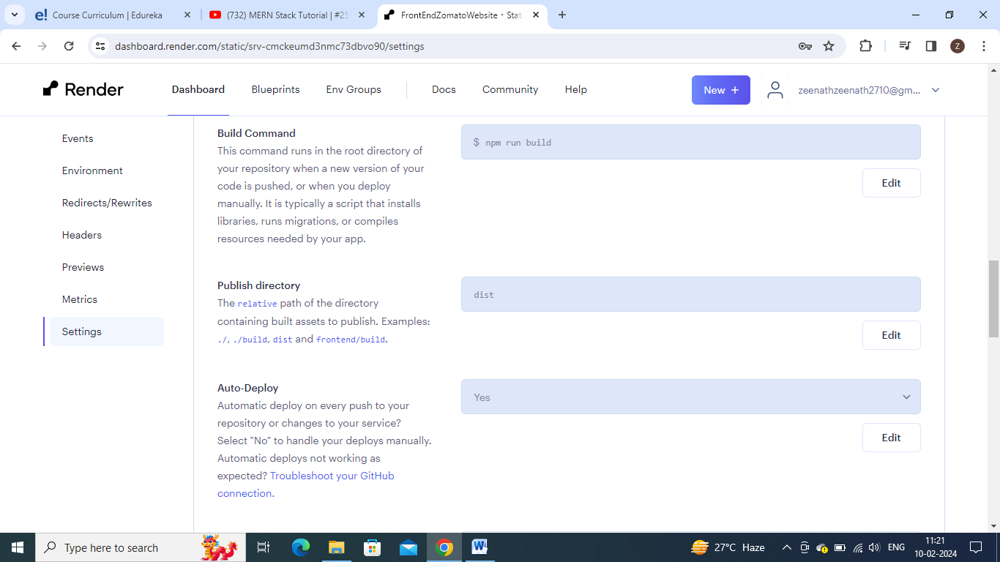 Course Curriculum | Edureka
(732) MERN Stack Tutorial | #25
FrontEndZomatoWebsite · Stati
dashboard.render.com/static/srv-cmckeumd3nmc73dbvo90/settings
Z
Render
Dashboard
Blueprints
Env Groups
Docs
Community
Help
New +
zeenathzeenath2710@gm...
Events
Environment
Redirects/Rewrites
Headers
Previews
Metrics
Settings
Build Command
This command runs in the root directory of
your repository when a new version of your
code is pushed, or when you deploy
manually. It is typically a script that installs
libraries, runs migrations, or compiles
resources needed by your app.
$ npm run build
Edit
Publish directory
The relative path of the directory
containing built assets to publish. Examples:
./, ./build, dist and frontend/build.
dist
Edit
Auto-Deploy
Automatic deploy on every push to your
repository or changes to your service?
Select "No" to handle your deploys manually.
Automatic deploys not working as
expected? Troubleshoot your GitHub
connection.
Yes
Edit
Type here to search
27°C Haze
ENG
11:21
10-02-2024